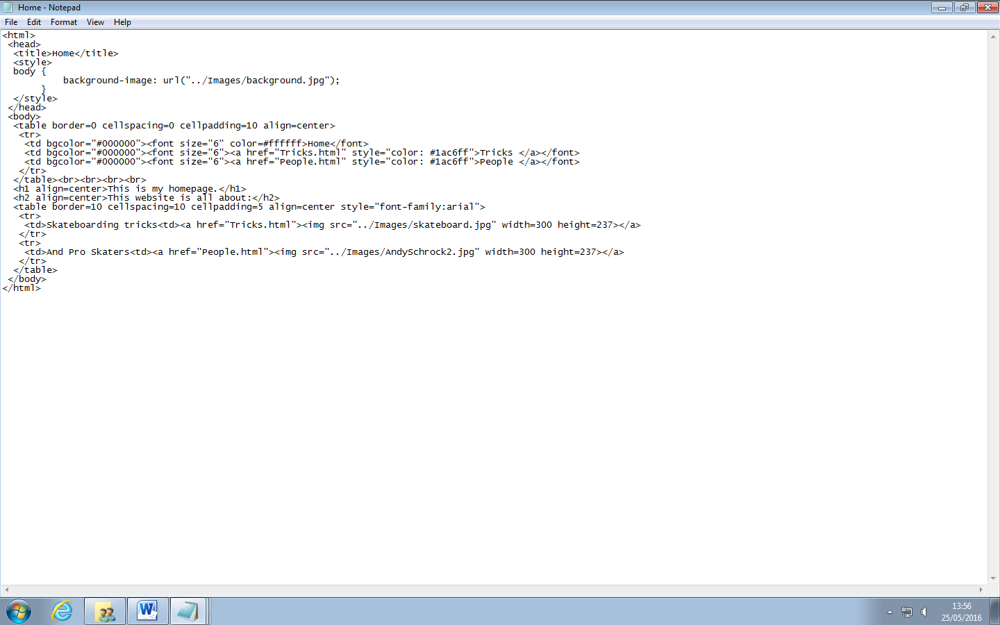 Home - Notepad
File Edit Format View Help
<html>
 <head>
  <title>Home</title>
  <style>
  body {
           background-image: url("../Images/background.jpg");
       }
  </style>
 </head>
 <body>
  <table border=0 cellspacing=0 cellpadding=10 align=center>
   <tr>
    <td bgcolor="#000000"><font size="6" color=#ffffff>Home</font>
    <td bgcolor="#000000"><font size="6"><a href="Tricks.html" style="color: #1ac6ff">Tricks </a></font>
    <td bgcolor="#000000"><font size="6"><a href="People.html" style="color: #1ac6ff">People </a></font>
   </tr>
  </table><br><br><br><br>
  <h1 align=center>This is my homepage.</h1>
  <h2 align=center>This website is all about:</h2>
  <table border=10 cellspacing=10 cellpadding=5 align=center style="font-family:arial">
   <tr>
    <td>Skateboarding tricks<td><a href="Tricks.html"><img src="../Images/skateboard.jpg" width=300 height=237></a>
   </tr>
   <tr>
    <td>And Pro Skaters<td><a href="People.html"><img src="../Images/AndySchrock2.jpg" width=300 height=237></a>
   </tr>
  </table>
 </body>
</html>
W
13:56
25/05/2016